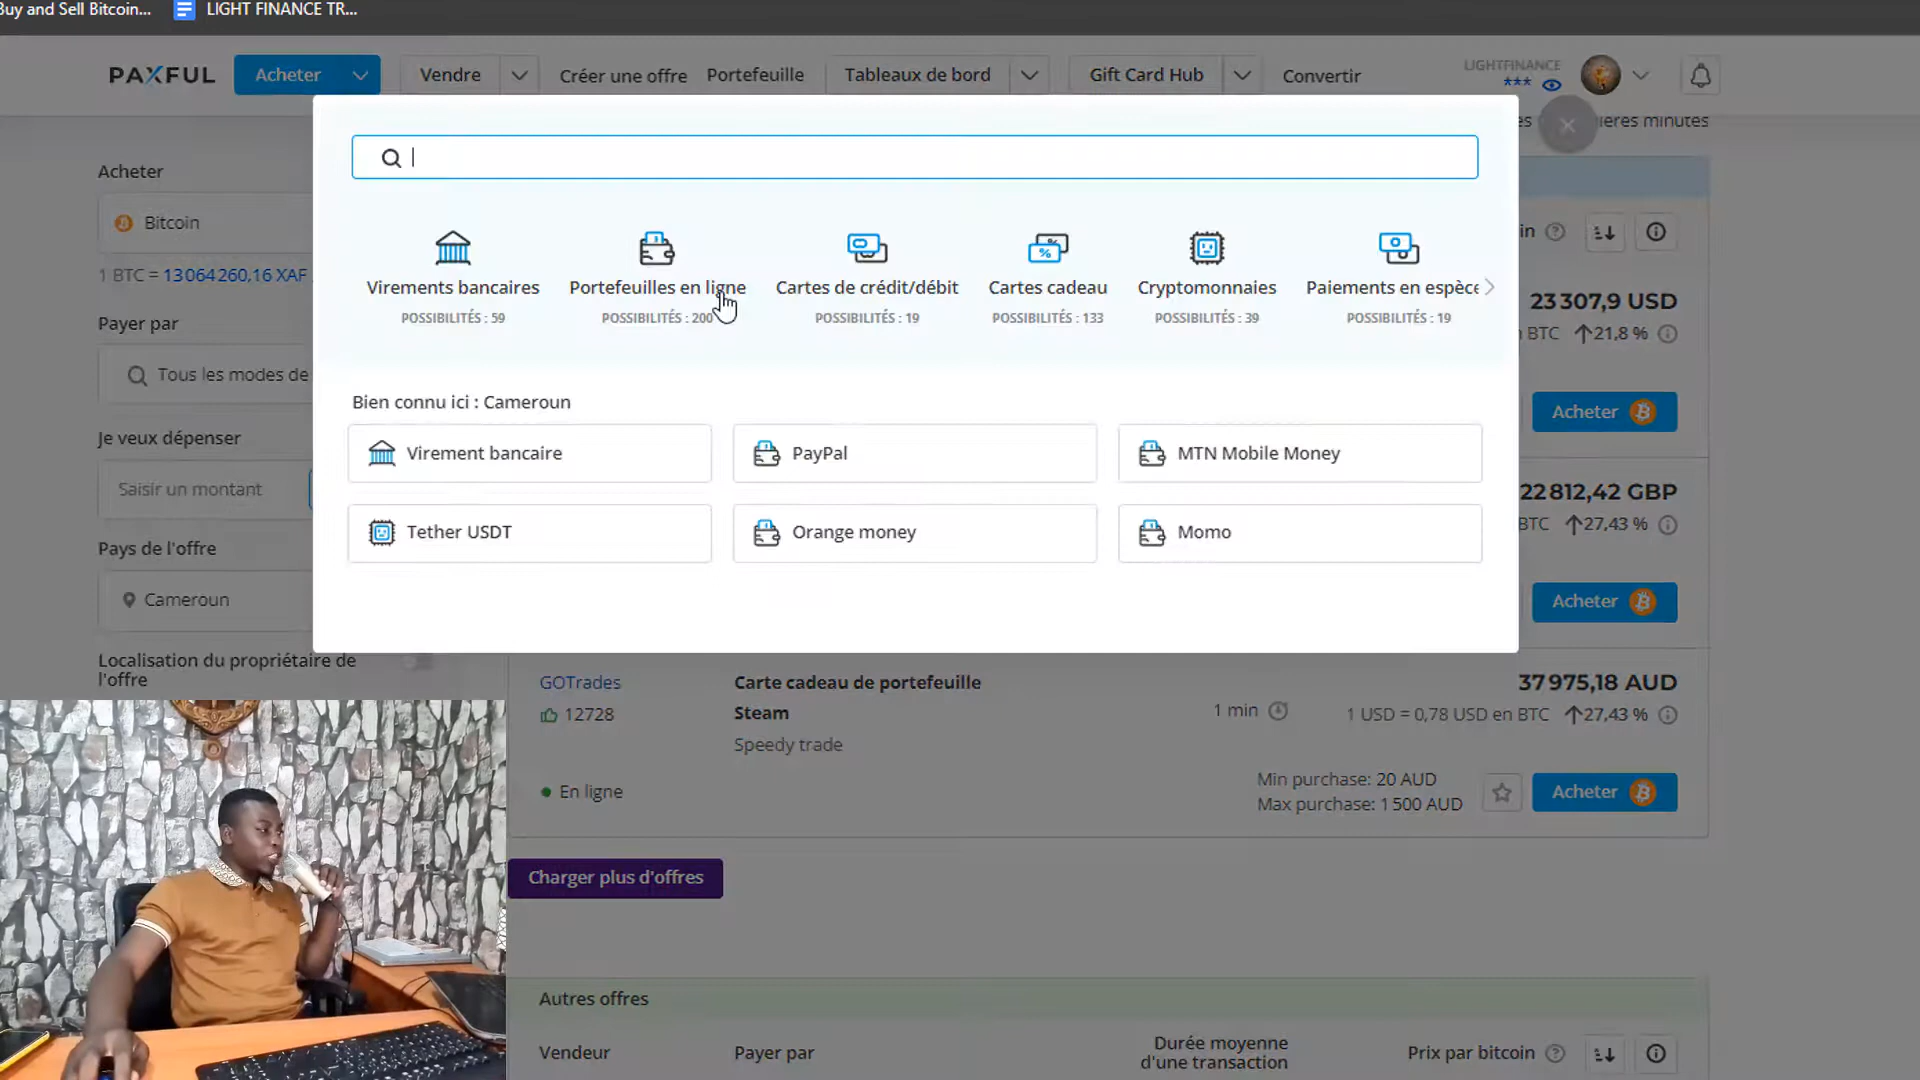 Buy and Sell Bitcoin...
LIGHT FINANCE TR...
PAXFUL
Acheter
Vendre
Créer une offre
Portefeuille
Tableaux de bord
Gift Card Hub
Convertir
LIGHTFINANCE
***
ières minutes
Acheter
Bitcoin
1 BTC = 13 064 260,16 XAF
Payer par
Tous les modes de
Je veux dépenser
Saisir un montant
Pays de l'offre
Cameroun
Localisation du propriétaire de
l'offre
Virements bancaires
POSSIBILITÉS : 59
Portefeuilles en ligne
POSSIBILITÉS : 200
Cartes de crédit/débit
POSSIBILITÉS : 19
Cartes cadeau
POSSIBILITÉS : 133
Cryptomonnaies
POSSIBILITÉS : 39
Paiements en espèce
POSSIBILITÉS : 19
Bien connu ici : Cameroun
Virement bancaire
PayPal
MTN Mobile Money
Tether USDT
Orange money
Momo
23 307,9 USD
BTC 21,8 %
Acheter
22 812,42 GBP
BTC 27,43 %
Acheter
GOTrades
12728
En ligne
Carte cadeau de portefeuille
Steam
Speedy trade
1 min
37 975,18 AUD
1 USD = 0,78 USD en BTC 27,43 %
Min purchase: 20 AUD
Max purchase: 1 500 AUD
Acheter
Charger plus d'offres
Autres offres
Vendeur
Payer par
Durée moyenne
d'une transaction
Prix par bitcoin